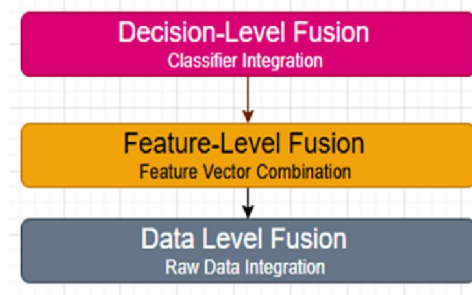 Decision-Level Fusion
Classifier Integration
Feature-Level Fusion
Feature Vector Combination
Data Level Fusion
Raw Data Integration